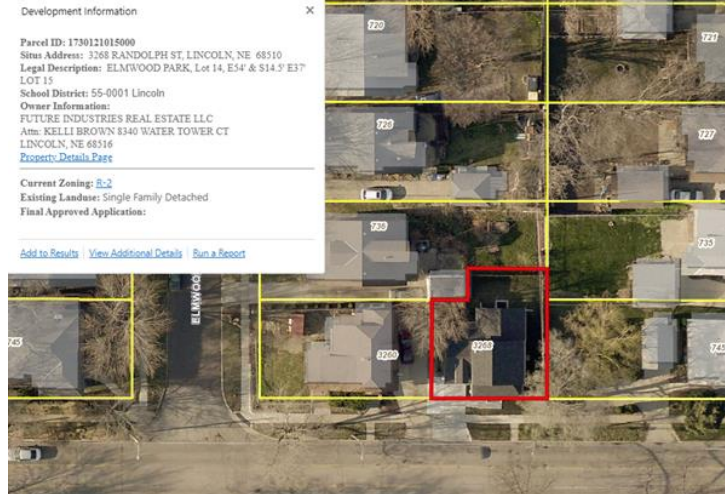 Development Information
Parcel ID: 1730121015000
Situs Address: 3268 RANDOLPH ST, LINCOLN, NE 68510
Legal Description: ELMWOOD PARK, Lot 14, E54' & S14.5' E37'
LOT 15
School District: 55-0001 Lincoln
Owner Information:
FUTURE INDUSTRIES REAL ESTATE LLC
Attn: KELLI BROWN 8340 WATER TOWER CT
LINCOLN, NE 68516
Property Details Page
Current Zoning: R-2
Existing Landuse: Single Family Detached
Final Approved Application:
Add to Results View Additional Details Run a Report
720
721
726
727
736
735
ELMWOO
745
3260
3268
745